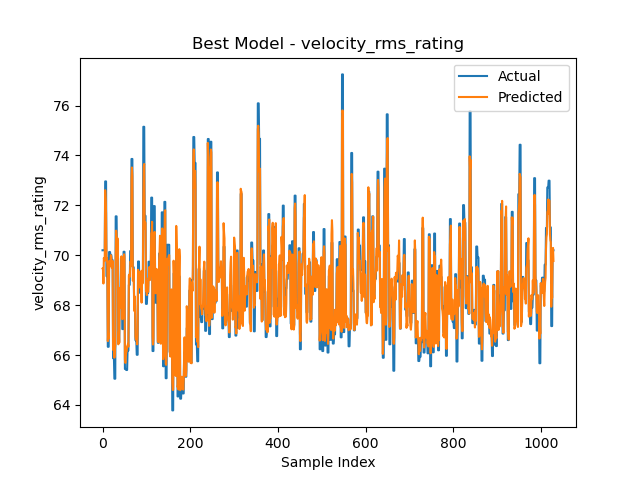 Best Model - velocity_rms_rating
Actual
Predicted
76
74
72
70
68
66
64
velocity_rms_rating
0
200
400
600
800
1000
Sample Index